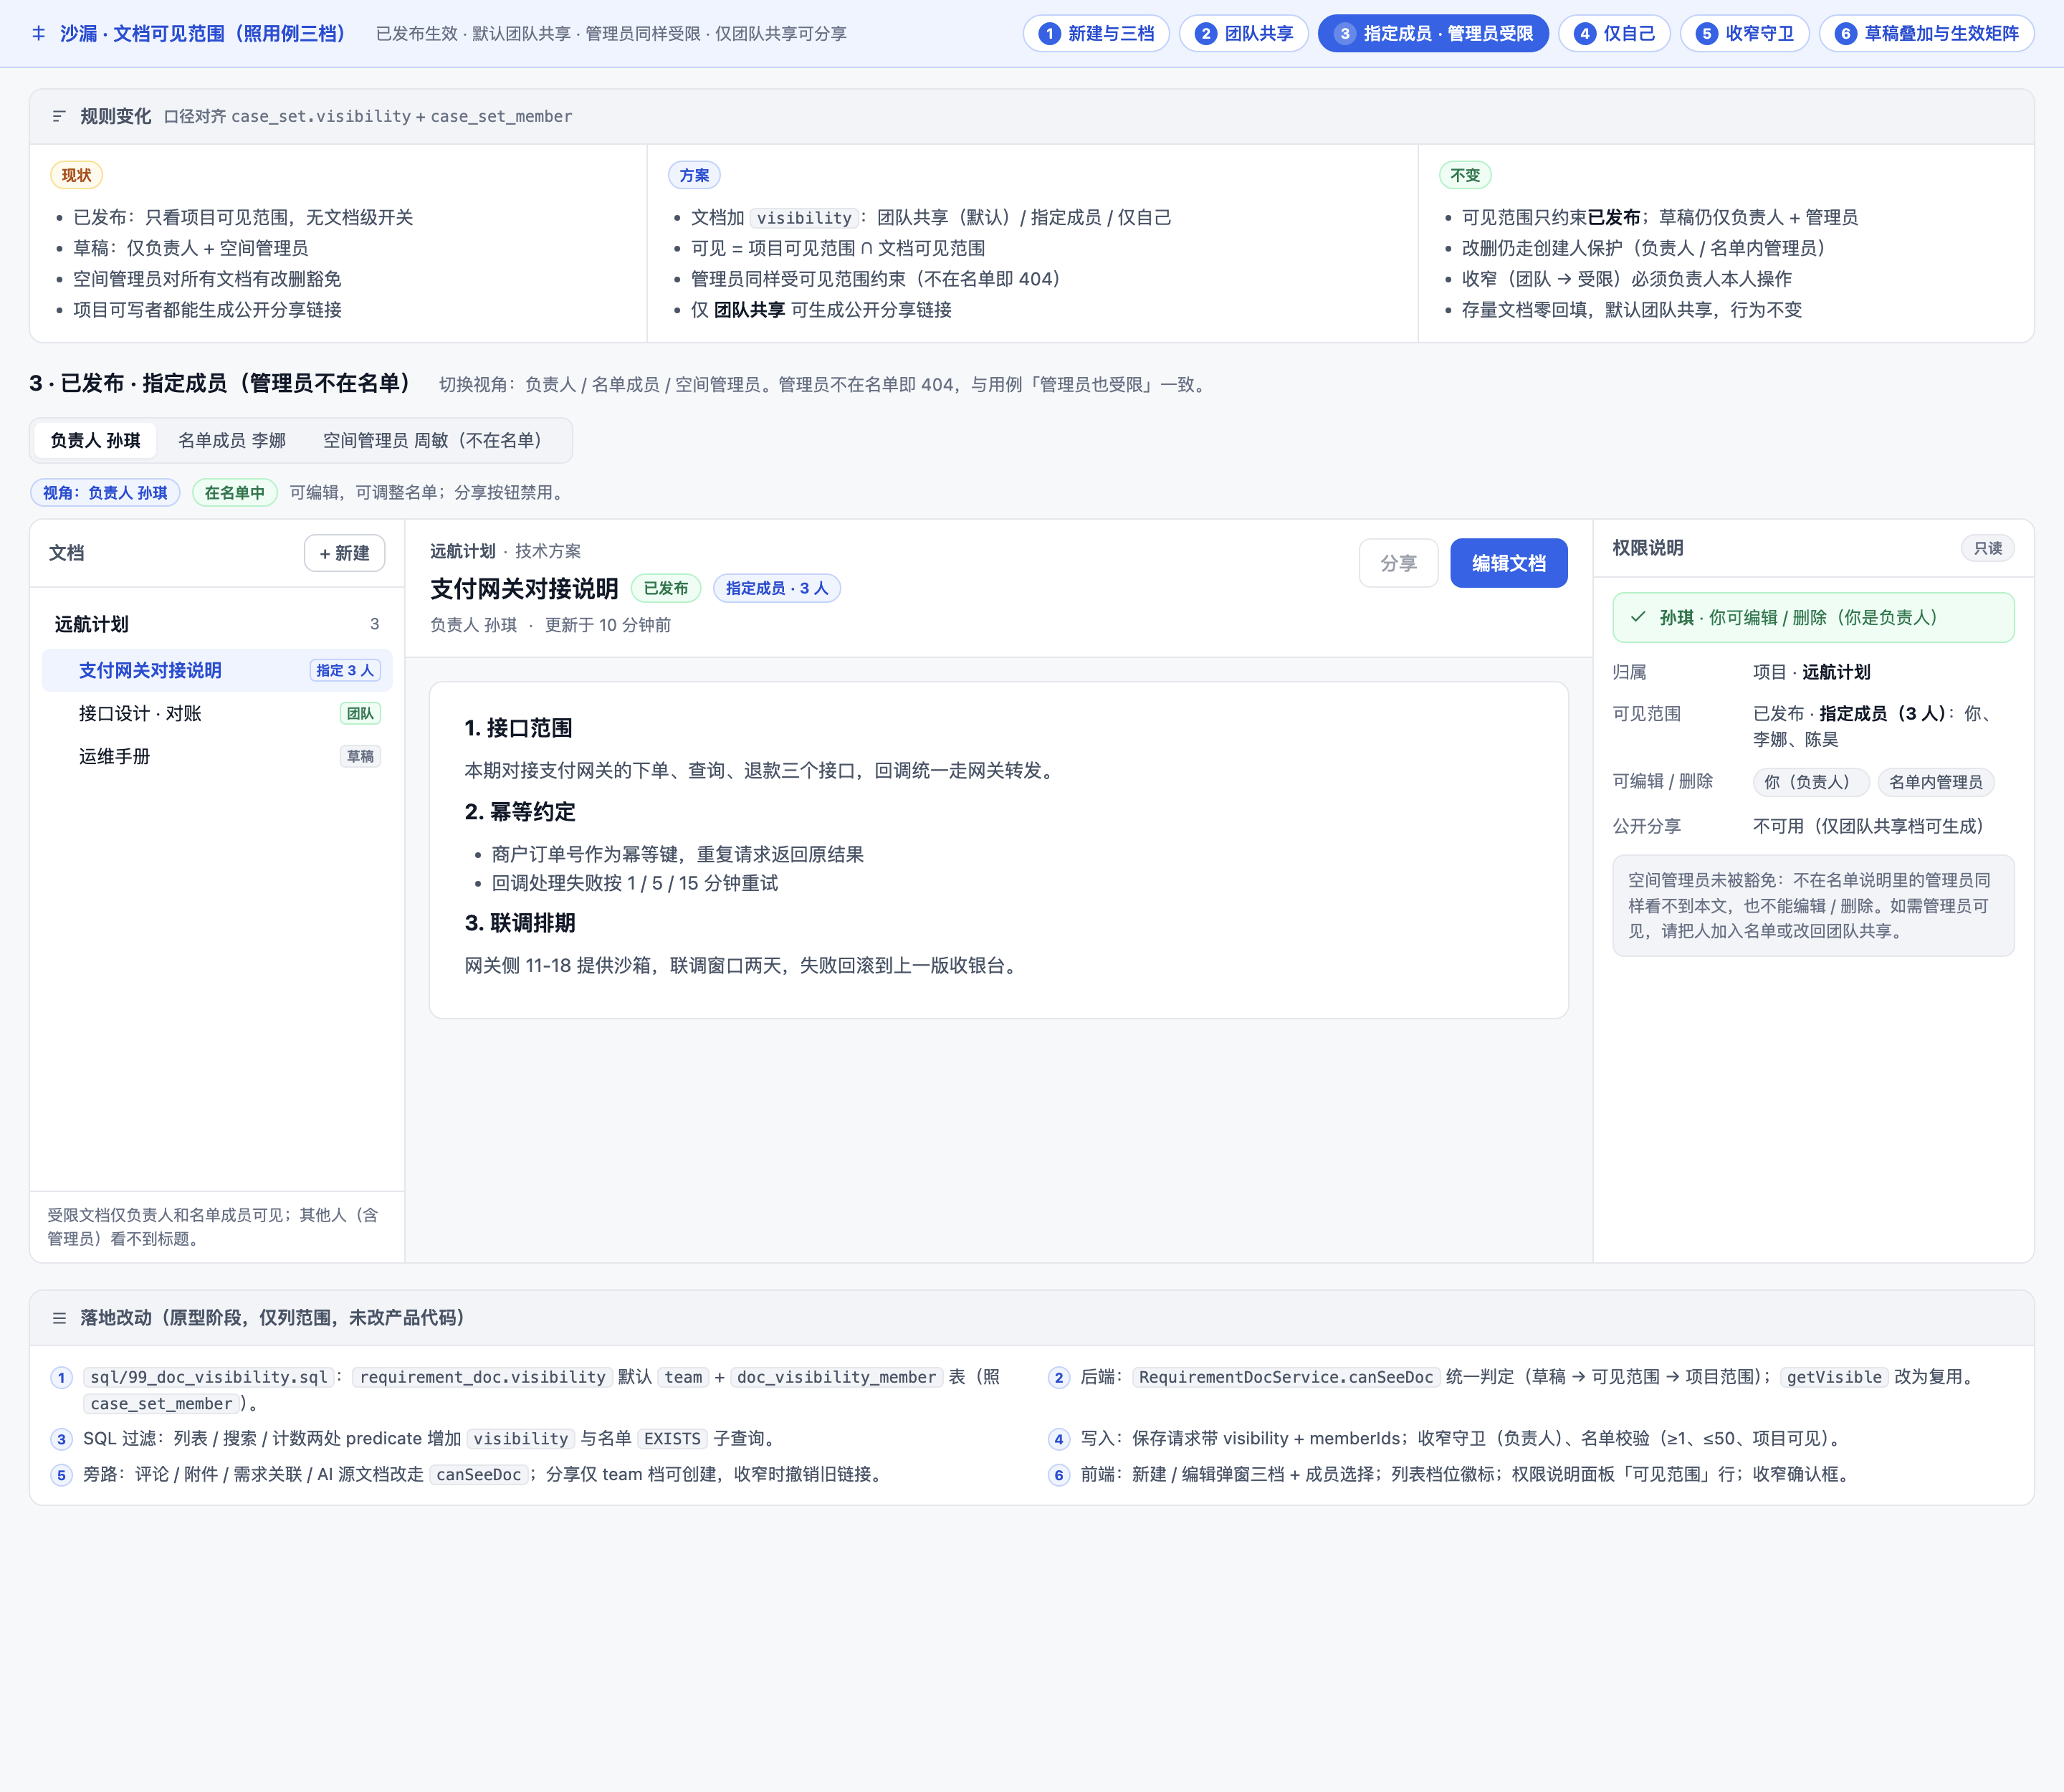 沙漏 · 文档可见范围（照用例三档）
已发布生效 · 默认团队共享 · 管理员同样受限 · 仅团队共享可分享
1 新建与三档
2 团队共享
3 指定成员 · 管理员受限
4 仅自己
5 收窄守卫
6 草稿叠加与生效矩阵
规则变化 口径对齐 case_set.visibility + case_set_member
现状
• 已发布：只看项目可见范围，无文档级开关
• 草稿：仅负责人 + 空间管理员
• 空间管理员对所有文档有改删豁免
• 项目可写者都能生成公开分享链接
方案
• 文档加 visibility：团队共享（默认）/ 指定成员 / 仅自己
• 可见 = 项目可见范围 ∩ 文档可见范围
• 管理员同样受可见范围约束（不在名单即 404）
• 仅 团队共享 可生成公开分享链接
不变
• 可见范围只约束已发布；草稿仍仅负责人 + 管理员
• 改删仍走创建人保护（负责人 / 名单内管理员）
• 收窄（团队 → 受限）必须负责人本人操作
• 存量文档零回填，默认团队共享，行为不变
3 · 已发布 · 指定成员（管理员不在名单） 切换视角：负责人 / 名单成员 / 空间管理员。管理员不在名单即 404，与用例「管理员也受限」一致。
负责人 孙琪 名单成员 李娜 空间管理员 周敏（不在名单）
视角：负责人 孙琪 在名单中 可编辑，可调整名单；分享按钮禁用。
文档 + 新建
远航计划 3
支付网关对接说明 指定 3 人
接口设计 · 对账 团队
运维手册 草稿
受限文档仅负责人和名单成员可见；其他人（含
管理员）看不到标题。
远航计划 · 技术方案
支付网关对接说明 已发布 指定成员 · 3 人
负责人 孙琪 · 更新于 10 分钟前
分享 编辑文档
1. 接口范围
本期对接支付网关的下单、查询、退款三个接口，回调统一走网关转发。
2. 幂等约定
• 商户订单号作为幂等键，重复请求返回原结果
• 回调处理失败按 1 / 5 / 15 分钟重试
3. 联调排期
网关侧 11-18 提供沙箱，联调窗口两天，失败回滚到上一版收银台。
权限说明 只读
孙琪 · 你可编辑 / 删除（你是负责人）
归属 项目 · 远航计划
可见范围 已发布 · 指定成员（3 人）：你、
李娜、陈昊
可编辑 / 删除 你（负责人） 名单内管理员
公开分享 不可用（仅团队共享档可生成）
空间管理员未被豁免：不在名单说明里的管理员同
样看不到本文，也不能编辑 / 删除。如需管理员可
见，请把人加入名单或改回团队共享。
落地改动（原型阶段，仅列范围，未改产品代码）
1 sql/99_doc_visibility.sql：requirement_doc.visibility 默认 team + doc_visibility_member 表（照
case_set_member）。
2 后端：RequirementDocService.canSeeDoc 统一判定（草稿 → 可见范围 → 项目范围）；getVisible 改为复用。
3 SQL 过滤：列表 / 搜索 / 计数两处 predicate 增加 visibility 与名单 EXISTS 子查询。
4 写入：保存请求带 visibility + memberIds；收窄守卫（负责人）、名单校验（≥1、≤50、项目可见）。
5 旁路：评论 / 附件 / 需求关联 / AI 源文档改走 canSeeDoc；分享仅 team 档可创建，收窄时撤销旧链接。
6 前端：新建 / 编辑弹窗三档 + 成员选择；列表档位徽标；权限说明面板「可见范围」行；收窄确认框。